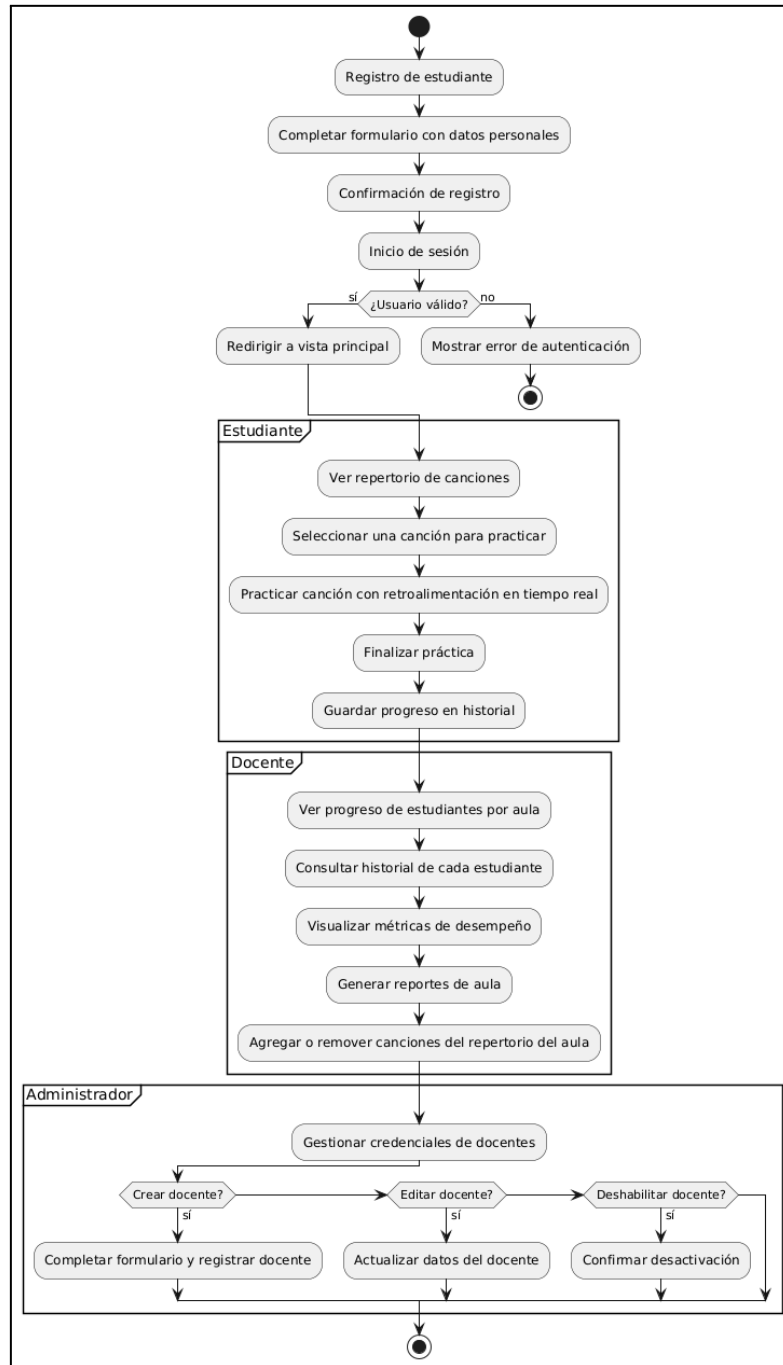 Registro de estudiante
Completar formulario con datos personales
Confirmación de registro
Inicio de sesión
sí
¿Usuario válido?
no
Redirigir a vista principal
Mostrar error de autenticación
Estudiante
Ver repertorio de canciones
Seleccionar una canción para practicar
Practicar canción con retroalimentación en tiempo real
Finalizar práctica
Guardar progreso en historial
Docente
Ver progreso de estudiantes por aula
Consultar historial de cada estudiante
Visualizar métricas de desempeño
Generar reportes de aula
Agregar o remover canciones del repertorio del aula
Administrador
Gestionar credenciales de docentes
Crear docente?
Editar docente?
Deshabilitar docente?
sí
sí
sí
Completar formulario y registrar docente
Actualizar datos del docente
Confirmar desactivación